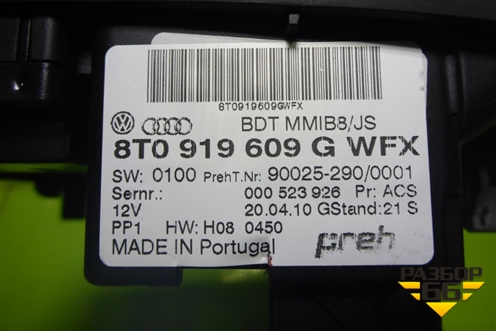 8T0919609GWFX
BDT MMIB8/JS
8T0 919 609 G WFX
SW: 0100 PrehT.Nr: 90025-290/0001
Sernr.: 000 523 926 Pr: ACS
12V 20.04.10 GStand: 21 S
PP1 HW: H08 0450
MADE IN Portugal preh
РАЗБОР
66